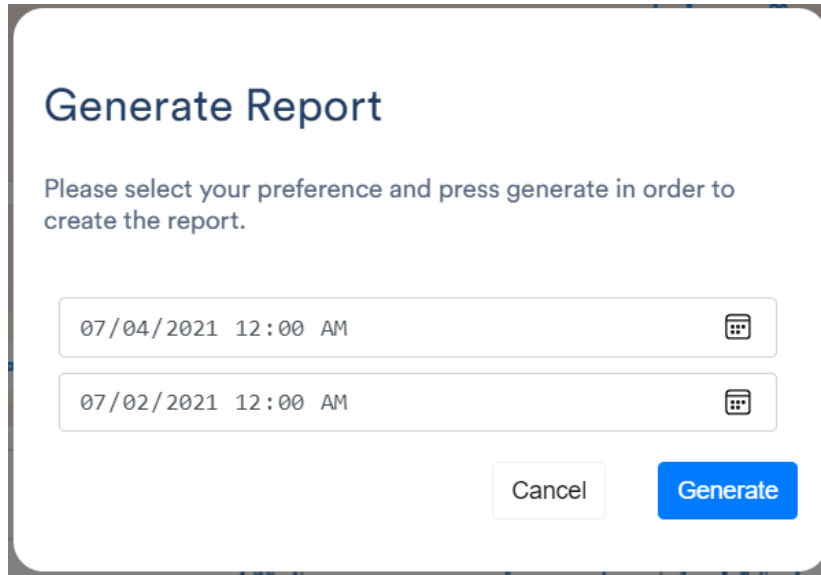 Generate Report
Please select your preference and press generate in order to
create the report.
07/04/2021 12:00 AM
07/02/2021 12:00 AM
Cancel Generate